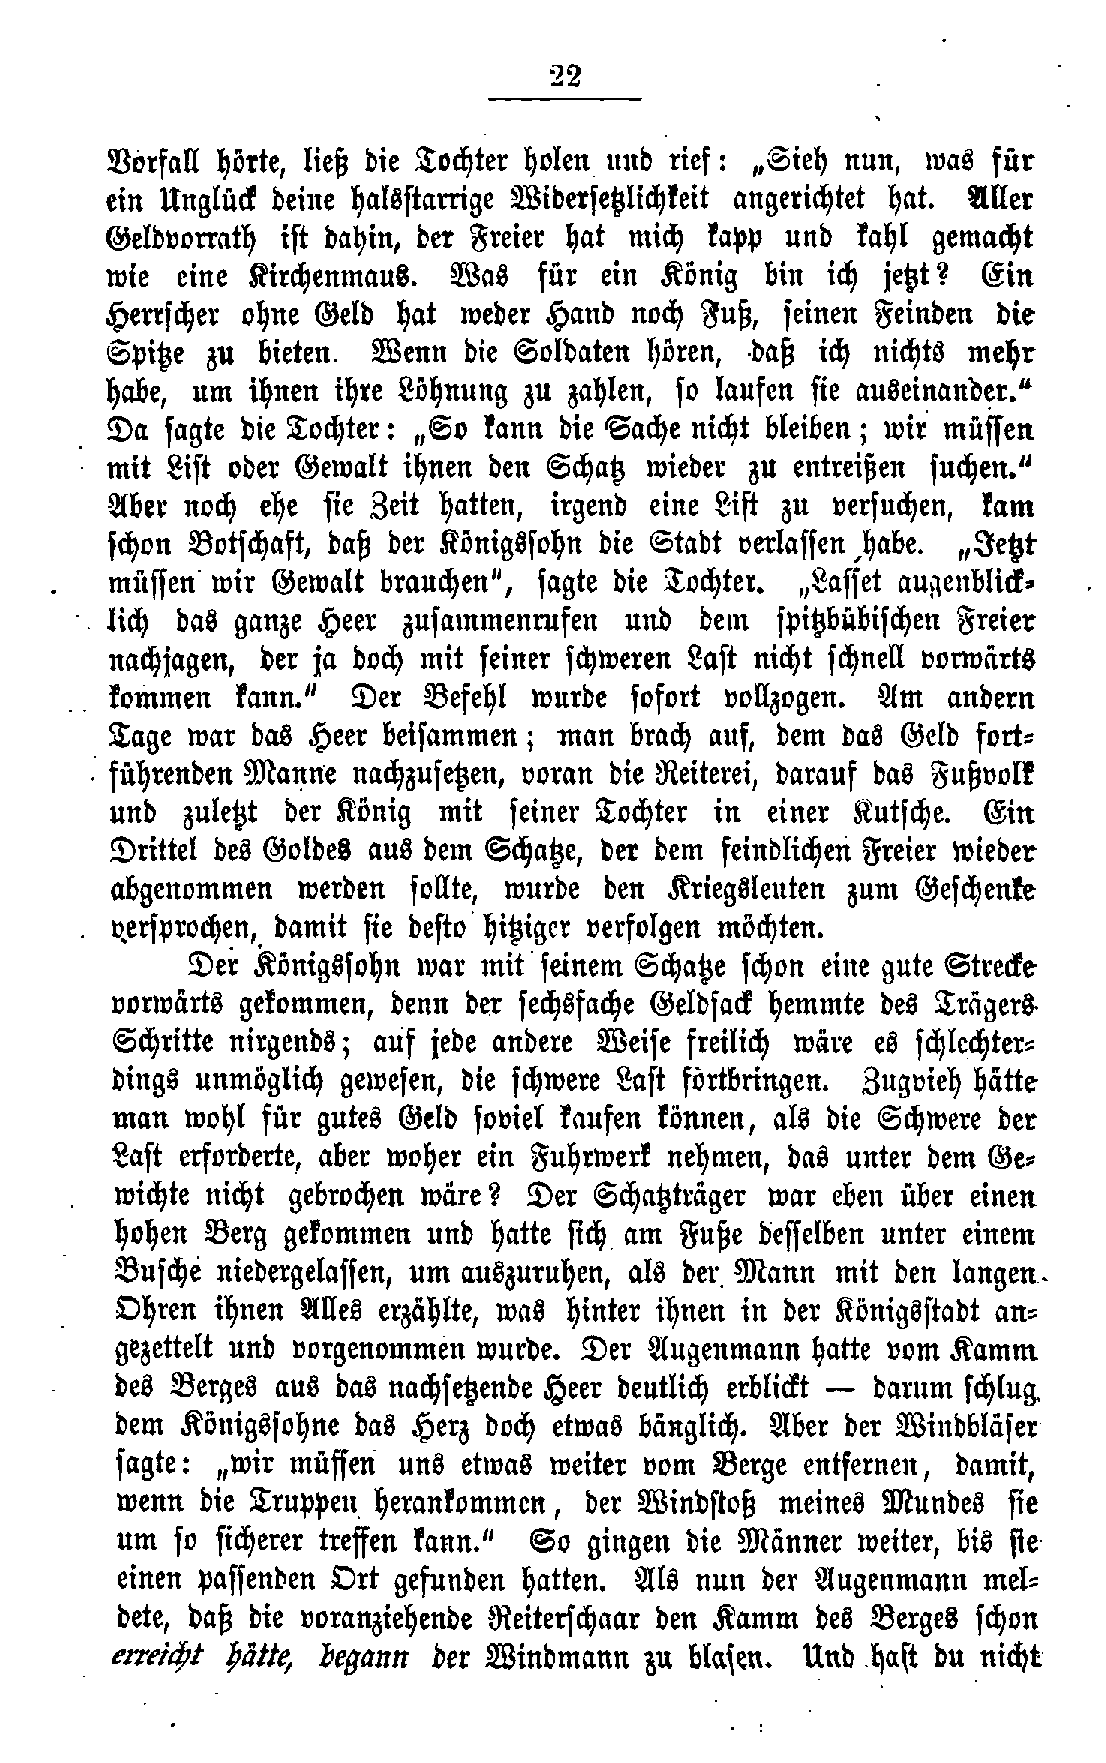 22
Vorfall hörte, ließ die Tochter holen und rief: „Sieh nun, was für
ein Unglück deine halsstarrige Widersetzlichkeit angerichtet hat. Aller
Geldvorrath ist dahin, der Freier hat mich kapp und kahl gemacht
wie eine Kirchenmaus. Was für ein König bin ich jetzt? Ein
Herrscher ohne Geld hat weder Hand noch Fuß, seinen Feinden die
Spitze zu bieten. Wenn die Soldaten hören, daß ich nichts mehr
habe, um ihnen ihre Löhnung zu zahlen, so laufen sie auseinander.“
Da sagte die Tochter: „So kann die Sache nicht bleiben; wir müssen
mit List oder Gewalt ihnen den Schatz wieder zu entreißen suchen.“
Aber noch ehe sie Zeit hatten, irgend eine List zu versuchen, kam
schon Botschaft, daß der Königssohn die Stadt verlassen habe. „Jetzt
müssen wir Gewalt brauchen“, sagte die Tochter. „Lasset augenblick-
lich das ganze Heer zusammenrufen und dem spitzbübischen Freier
nachjagen, der ja doch mit seiner schweren Last nicht schnell vorwärts
kommen kann.“ Der Befehl wurde sofort vollzogen. Am andern
Tage war das Heer beisammen; man brach auf, dem das Geld fort-
führenden Manne nachzusetzen, voran die Reiterei, darauf das Fußvolk
und zuletzt der König mit seiner Tochter in einer Kutsche. Ein
Drittel des Goldes aus dem Schatze, der dem feindlichen Freier wieder
abgenommen werden sollte, wurde den Kriegsleuten zum Geschenke
versprochen, damit sie desto hitziger verfolgen möchten.
Der Königssohn war mit seinem Schatze schon eine gute Strecke
vorwärts gekommen, denn der sechsfache Geldsack hemmte des Trägers
Schritte nirgends; auf jede andere Weise freilich wäre es schlechter-
dings unmöglich gewesen, die schwere Last fortbringen. Zugvieh hätte
man wohl für gutes Geld soviel kaufen können, als die Schwere der
Last erforderte, aber woher ein Fuhrwerk nehmen, das unter dem Ge-
wichte nicht gebrochen wäre? Der Schatzträger war eben über einen
hohen Berg gekommen und hatte sich am Fuße desselben unter einem
Busche niedergelassen, um auszuruhen, als der Mann mit den langen
Ohren ihnen Alles erzählte, was hinter ihnen in der Königsstadt an-
gezettelt und vorgenommen wurde. Der Augenmann hatte vom Kamm
des Berges aus das nachsetzende Heer deutlich erblickt — darum schlug
dem Königssohne das Herz doch etwas bänglich. Aber der Windbläser
sagte: „wir müssen uns etwas weiter vom Berge entfernen, damit,
wenn die Truppen herankommen, der Windstoß meines Mundes sie
um so sicherer treffen kann.“ So gingen die Männer weiter, bis sie
einen passenden Ort gefunden hatten. Als nun der Augenmann mel-
dete, daß die voranziehende Reiterschaar den Kamm des Berges schon
erreicht hätte, begann der Windmann zu blasen. Und hast du nicht